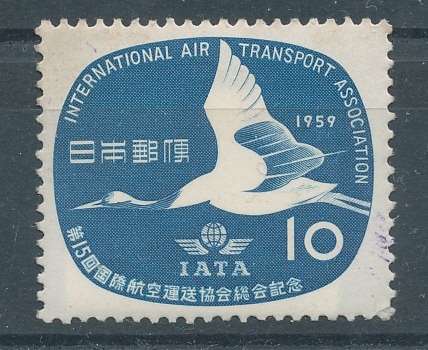 INTERNATIONAL AIR TRANSPORT ASSOCIATION
1959
日本郵便
10
IATA
第15回国際航空運送協会総会記念